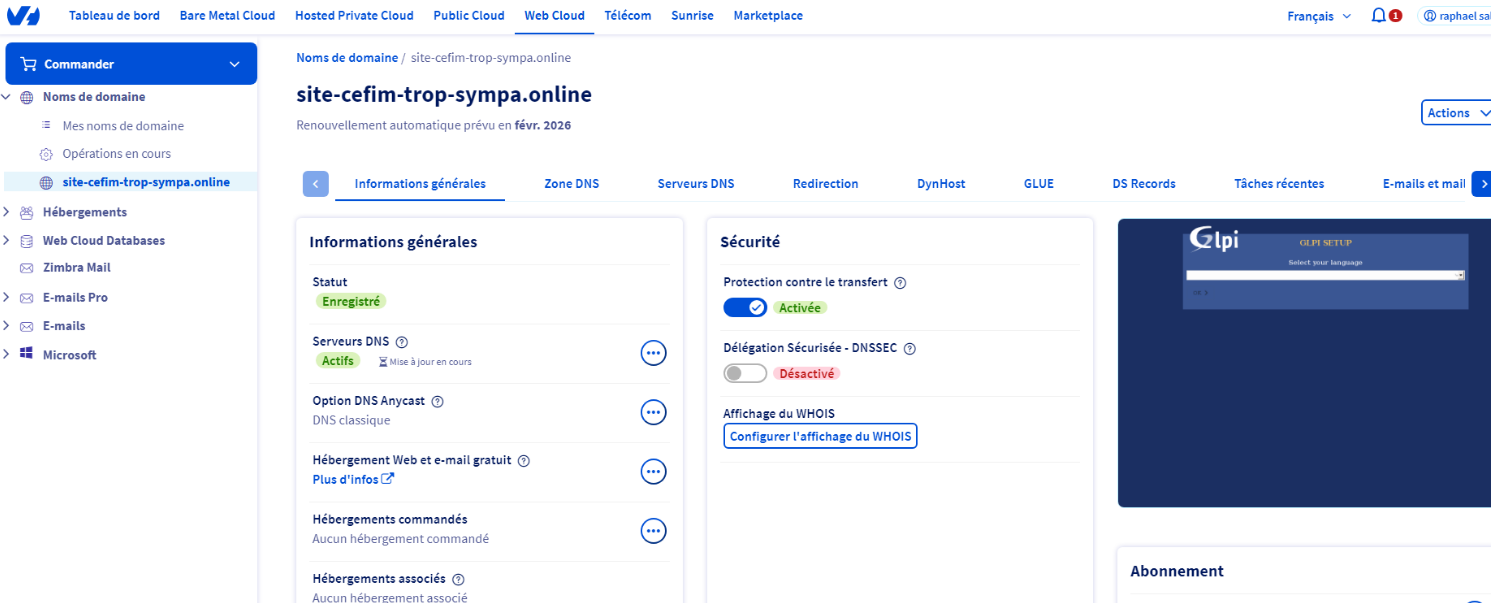 Tableau de bord Bare Metal Cloud Hosted Private Cloud Public Cloud Web Cloud Télécom Sunrise Marketplace Français 1 raphael sal
Commander
Noms de domaine
Mes noms de domaine
Opérations en cours
site-cefim-trop-sympa.online
Hébergements
Web Cloud Databases
Zimbra Mail
E-mails Pro
E-mails
Microsoft
Noms de domaine / site-cefim-trop-sympa.online
site-cefim-trop-sympa.online
Renouvellement automatique prévu en févr. 2026
Actions
Informations générales Zone DNS Serveurs DNS Redirection DynHost GLUE DS Records Tâches récentes E-mails et mail
Informations générales
Statut
Enregistré
Serveurs DNS ?
Actifs Mise à jour en cours
Option DNS Anycast ?
DNS classique
Hébergement Web et e-mail gratuit ?
Plus d'infos
Hébergements commandés
Aucun hébergement commandé
Hébergements associés ?
Aucun hébergement associé
Sécurité
Protection contre le transfert ?
Activée
Délégation Sécurisée - DNSSEC ?
Désactivé
Affichage du WHOIS
Configurer l'affichage du WHOIS
Glpi
GLPI SETUP
Select your language
Abonnement